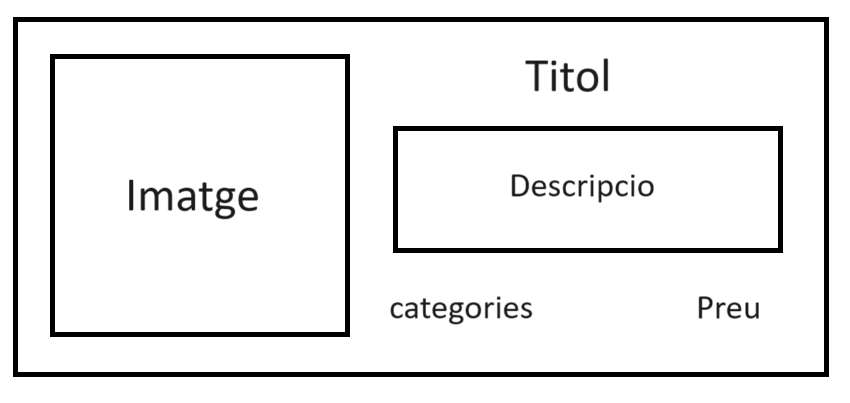 Imatge
Titol
Descripcio
categories
Preu